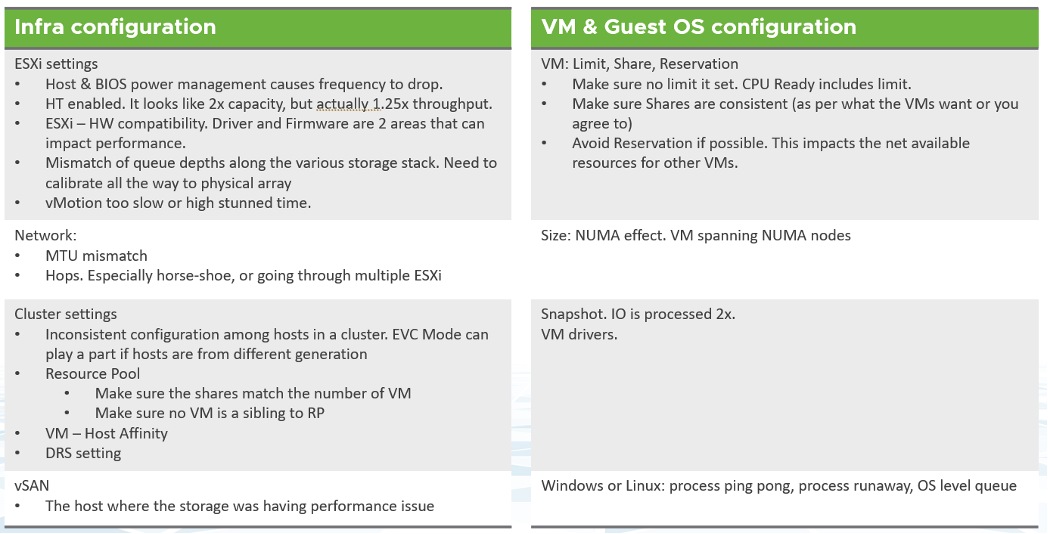 Infra configuration
ESXi settings
• Host & BIOS power management causes frequency to drop.
• HT enabled. It looks like 2x capacity, but actually 1.25x throughput.
• ESXi – HW compatibility. Driver and Firmware are 2 areas that can
impact performance.
• Mismatch of queue depths along the various storage stack. Need to
calibrate all the way to physical array
• vMotion too slow or high stunned time.
Network:
• MTU mismatch
• Hops. Especially horse-shoe, or going through multiple ESXi
Cluster settings
• Inconsistent configuration among hosts in a cluster. EVC Mode can
play a part if hosts are from different generation
• Resource Pool
• Make sure the shares match the number of VM
• Make sure no VM is a sibling to RP
• VM – Host Affinity
• DRS setting
vSAN
• The host where the storage was having performance issue
VM & Guest OS configuration
VM: Limit, Share, Reservation
• Make sure no limit it set. CPU Ready includes limit.
• Make sure Shares are consistent (as per what the VMs want or you
agree to)
• Avoid Reservation if possible. This impacts the net available
resources for other VMs.
Size: NUMA effect. VM spanning NUMA nodes
Snapshot. IO is processed 2x.
VM drivers.
Windows or Linux: process ping pong, process runaway, OS level queue